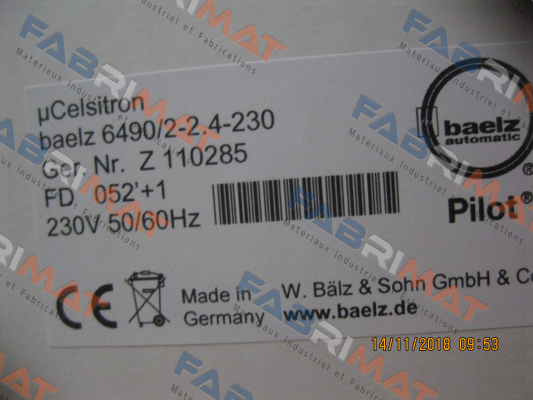 µCelsitron
baelz 6490/2-2.4-230
Ger. Nr. Z 110285
FD. 052'+1
230V 50/60Hz
baelz
automatic
Pilot®
CE
Made in
Germany
W. Bälz & Sohn GmbH & Co
www.baelz.de
14/11/2018 09:53
FABRIMAT
Materiaux Industriel et Fabrications